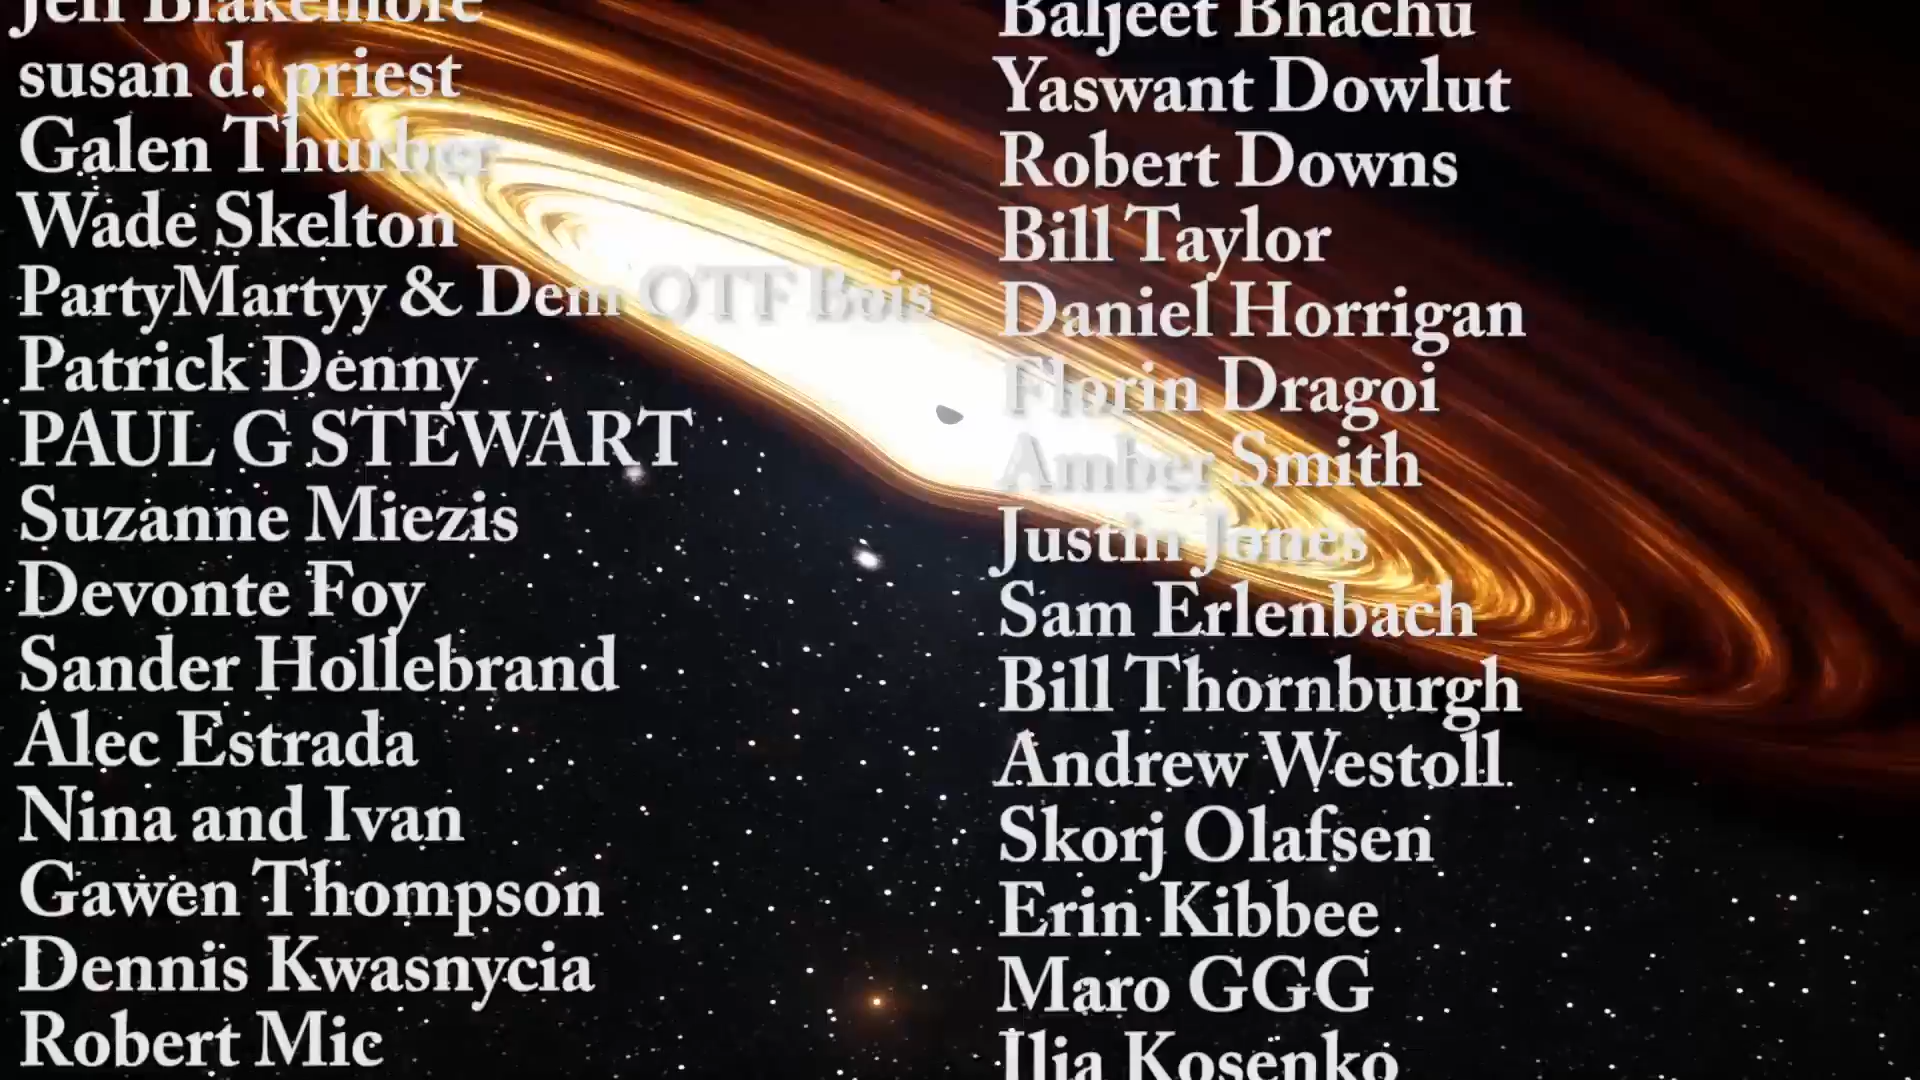 Jeff Blakemore
susan d. priest
Galen Thurber
Wade Skelton
PartyMartyy & Dem OTF Bois
Patrick Denny
PAUL G STEWART
Suzanne Miezis
Devonte Foy
Sander Hollebrand
Alec Estrada
Nina and Ivan
Gawen Thompson
Dennis Kwasnycia
Robert Mic
Baljeet Bhachu
Yaswant Dowlut
Robert Downs
Bill Taylor
Daniel Horrigan
Florin Dragoi
Amber Smith
Justin Jones
Sam Erlenbach
Bill Thornburgh
Andrew Westoll
Skorj Olafsen
Erin Kibbee
Maro GGG
Ilia Kosenko